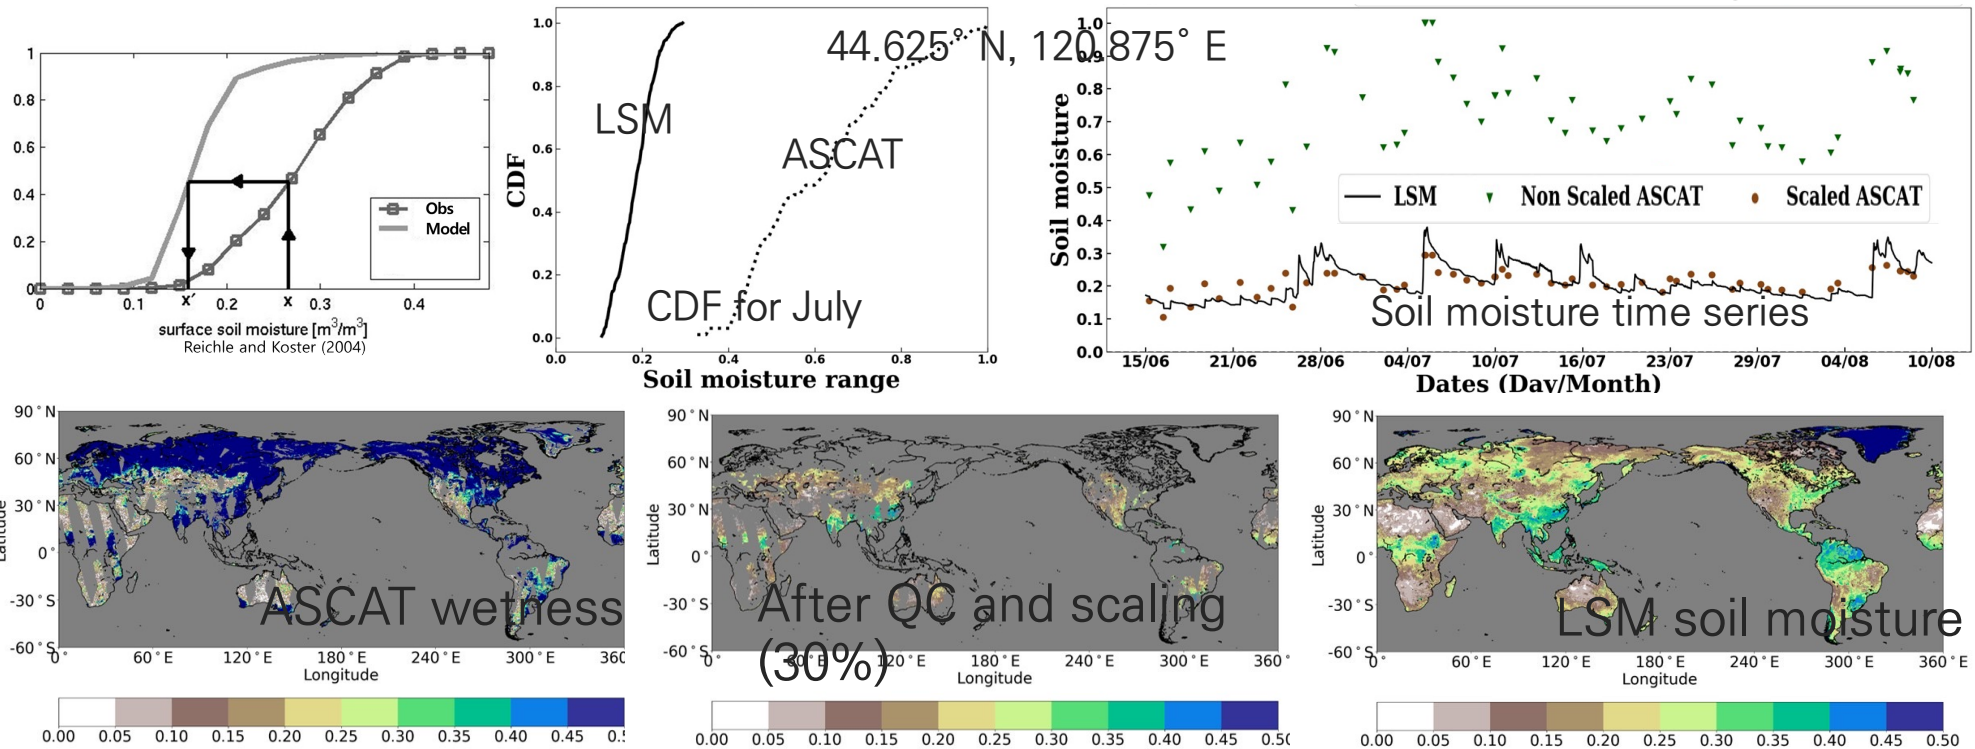 1
0.8
0.6
0.4
0.2
0
0
0.1
0.2
0.3
0.4
x´
x
Obs
Model
surface soil moisture [m³/m³]
Reichle and Koster (2004)
44.625° N, 120.875° E
CDF
1.0
0.8
0.6
0.4
0.2
0.0
LSM
ASCAT
CDF for July
0.0 0.2 0.4 0.6 0.8 1.0
Soil moisture range
Soil moisture
1.0
0.9
0.8
0.7
0.6
0.5
0.4
0.3
0.2
0.1
0.0
LSM Non Scaled ASCAT Scaled ASCAT
Soil moisture time series
15/06 21/06 28/06 04/07 10/07 16/07 23/07 29/07 04/08 10/08
Dates (Day/Month)
Latitude
90°N
60°N
30°N
0°
-30°S
-60°S
ASCAT wetness
0° 60°E 120°E 180°E 240°E 300°E
Longitude
0.00 0.05 0.10 0.15 0.20 0.25 0.30 0.35 0.40 0.45
Latitude
90°N
60°N
30°N
0°
-30°S
-60°S
After QC and scaling
(30%)
0° 60°E 120°E 180°E 240°E 300°E 360°
Longitude
0.00 0.05 0.10 0.15 0.20 0.25 0.30 0.35 0.40 0.45 0.50
Latitude
90°N
60°N
30°N
0°
-30°S
-60°S
LSM soil moisture
0° 60°E 120°E 180°E 240°E 300°E 360°E
Longitude
0.00 0.05 0.10 0.15 0.20 0.25 0.30 0.35 0.40 0.45 0.50